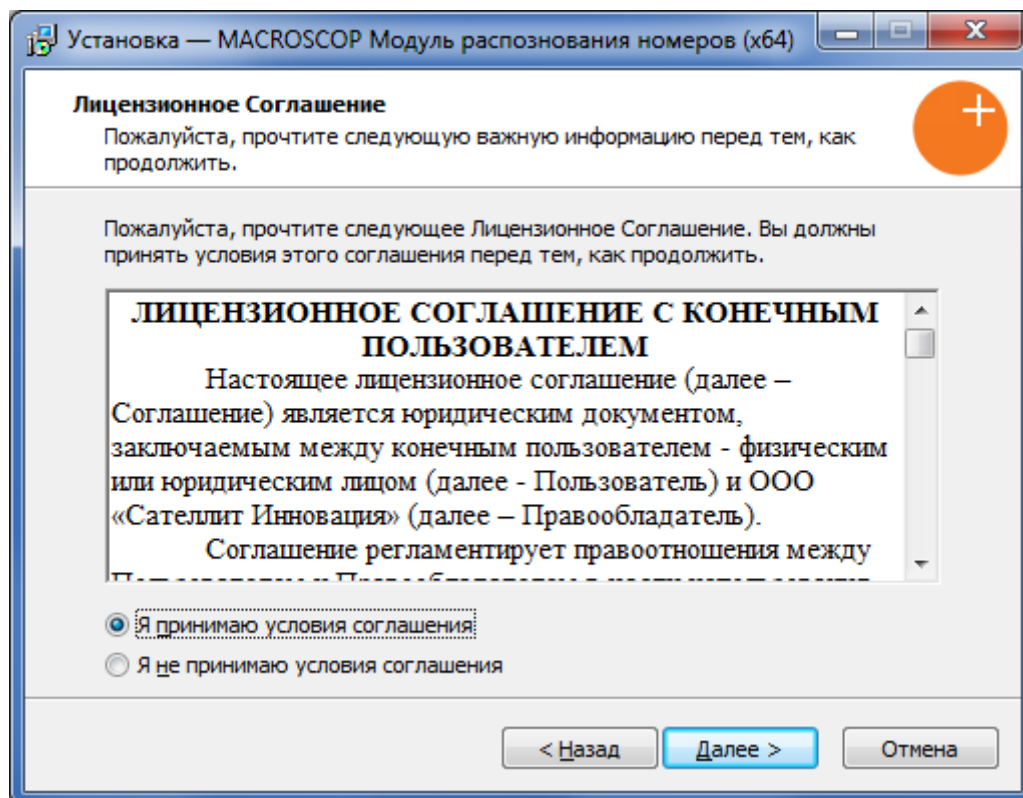 Установка — MACROSCOP Модуль распознования номеров (x64)
Лицензионное Соглашение
Пожалуйста, прочтите следующую важную информацию перед тем, как
продолжить.
Пожалуйста, прочтите следующее Лицензионное Соглашение. Вы должны
принять условия этого соглашения перед тем, как продолжить.
ЛИЦЕНЗИОННОЕ СОГЛАШЕНИЕ С КОНЕЧНЫМ
ПОЛЬЗОВАТЕЛЕМ
Настоящее лицензионное соглашение (далее –
Соглашение) является юридическим документом,
заключаемым между конечным пользователем - физическим
или юридическим лицом (далее - Пользователь) и ООО
«Сателлит Инновация» (далее – Правообладатель).
Соглашение регламентирует правоотношения между
Я принимаю условия соглашения
Я не принимаю условия соглашения
< Назад
Далее >
Отмена